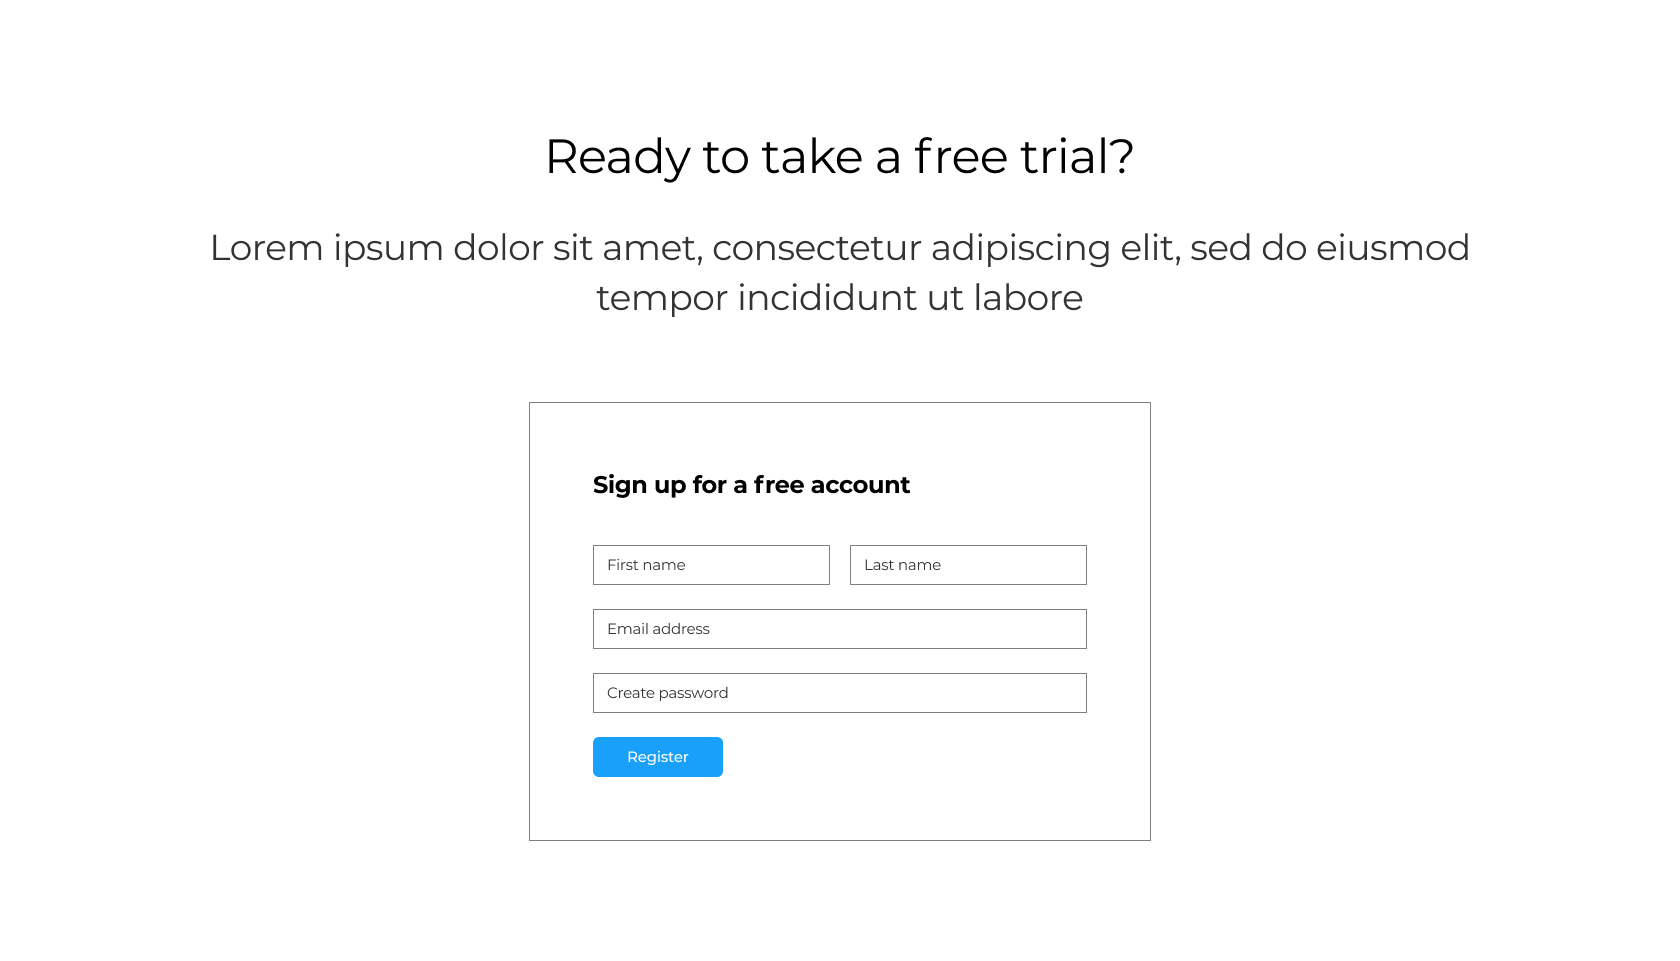 Ready to take a free trial?
Lorem ipsum dolor sit amet, consectetur adipiscing elit, sed do eiusmod
tempor incididunt ut labore
Sign up for a free account
First name
Last name
Email address
Create password
Register